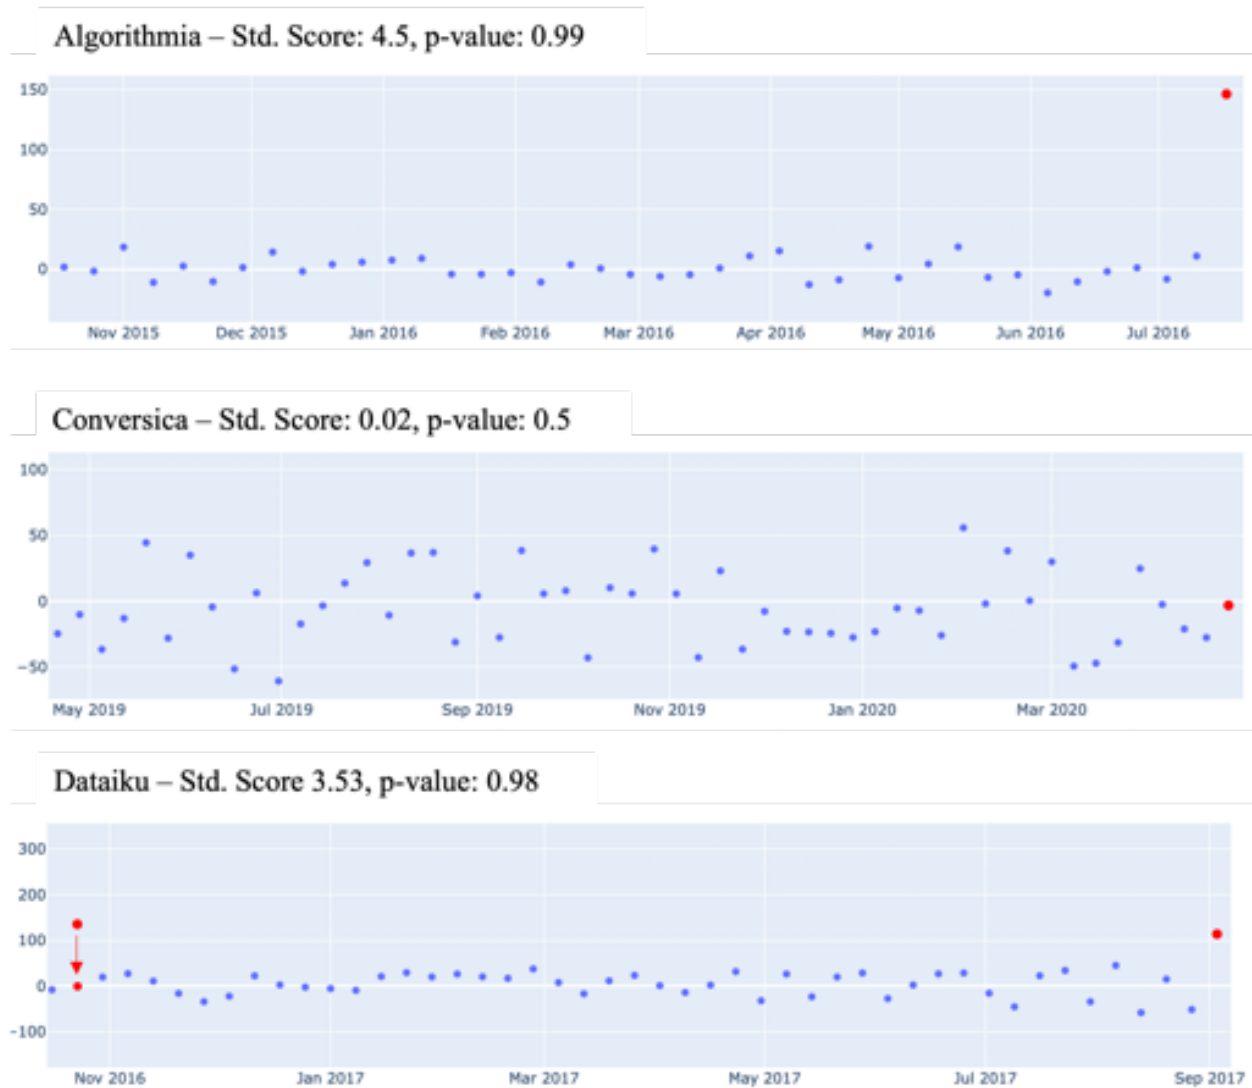 Algorithmia – Std. Score: 4.5, p-value: 0.99
150
100
50
0
Nov 2015 Dec 2015 Jan 2016 Feb 2016 Mar 2016 Apr 2016 May 2016 Jun 2016 Jul 2016
Conversica – Std. Score: 0.02, p-value: 0.5
100
50
0
−50
May 2019 Jul 2019 Sep 2019 Nov 2019 Jan 2020 Mar 2020
Dataiku – Std. Score 3.53, p-value: 0.98
300
200
100
0
−100
Nov 2016 Jan 2017 Mar 2017 May 2017 Jul 2017 Sep 2017